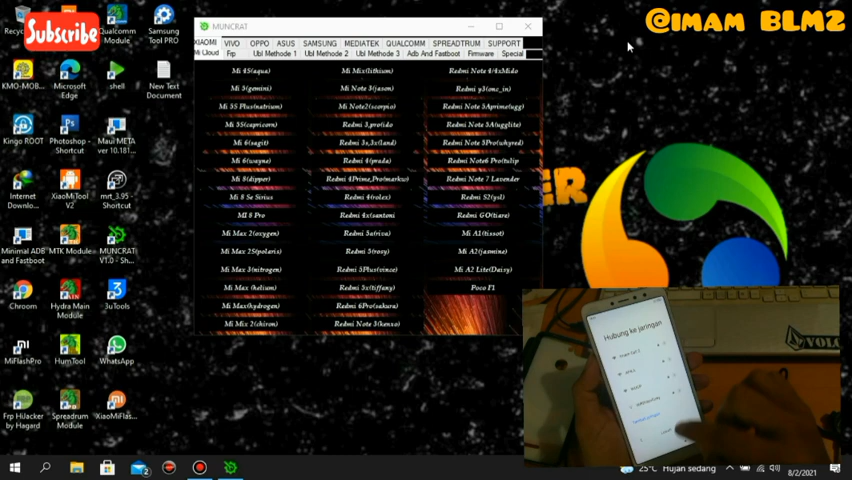 Subscribe
@IMAM BLMZ
Qualcomm Module
Samsung Tool PRO
KMO-MOB...
Microsoft Edge
shell
New Text Document
Kingo ROOT
Photoshop - Shortcut
Maui META ver 10.181...
Internet Downlo...
XiaoMiTool V2
mrt_3.95 - Shortcut
Minimal ADB and Fastboot
MTK Module
MUNCRAT V1.0 - Sh...
Chroom
Hydra Main Module
3uTools
MiFlashPro
HumTool
WhatsApp
Frp HiJacker by Hagard
Spreadrum Module
XiaoMiFlas...
MUNCRAT
XIAOMI VIVO OPPO ASUS SAMSUNG MEDIATEK QUALCOMM SPREADTRUM SUPPORT
Mi Cloud Frp Ubl Methode 1 Ubl Methode 2 Ubl Methode 3 Adb And Fastboot Firmware Special
Mi 4S(aqua) Mi Mix(lithium) Redmi Note 4/4xMido
Mi 5(gemini) Mi Note 3(jason) Redmi y3(onc_in)
Mi 5S Plus(natrium) Mi Note2(scorpio) Redmi Note 5Aprime(ugg)
Mi 5S(capricorn) Redmi 3,pro(ido Redmi Note 5A(ugglite)
Mi 6(sagit) Redmi 3s,3x(land) Redmi Note 5Pro(whyred)
Mi 6(wayne) Redmi 4(prada) Redmi Note6 Pro(tulip
Mi 8(dipper) Redmi 4Prime,Pro(markw) Redmi Note 7 Lavender
Mi 8 Se Sirius Redmi 4(rolex) Redmi S2(ysl)
MI 8 Pro Redmi 4x(santoni Redmi GO(tiare)
Mi Max 2(oxygen) Redmi 5a(riva) Mi A1(tissot)
Mi Max 2S(polaris) Redmi 5(rosy) Mi A2(jasmine)
Mi Max 3(nitrogen) Redmi 5Plus(vince) Mi A2 Lite(Daisy)
Mi Max (helium) Redmi 5x(tiffany) Poco F1
Mi Max(hydrogen) Redmi 6Pro(sakura)
Mi Mix 2(chiron) Redmi Note 3(kenzo)
ER
Hubung ke jaringan
25°C Hujan sedang
8/2/2021